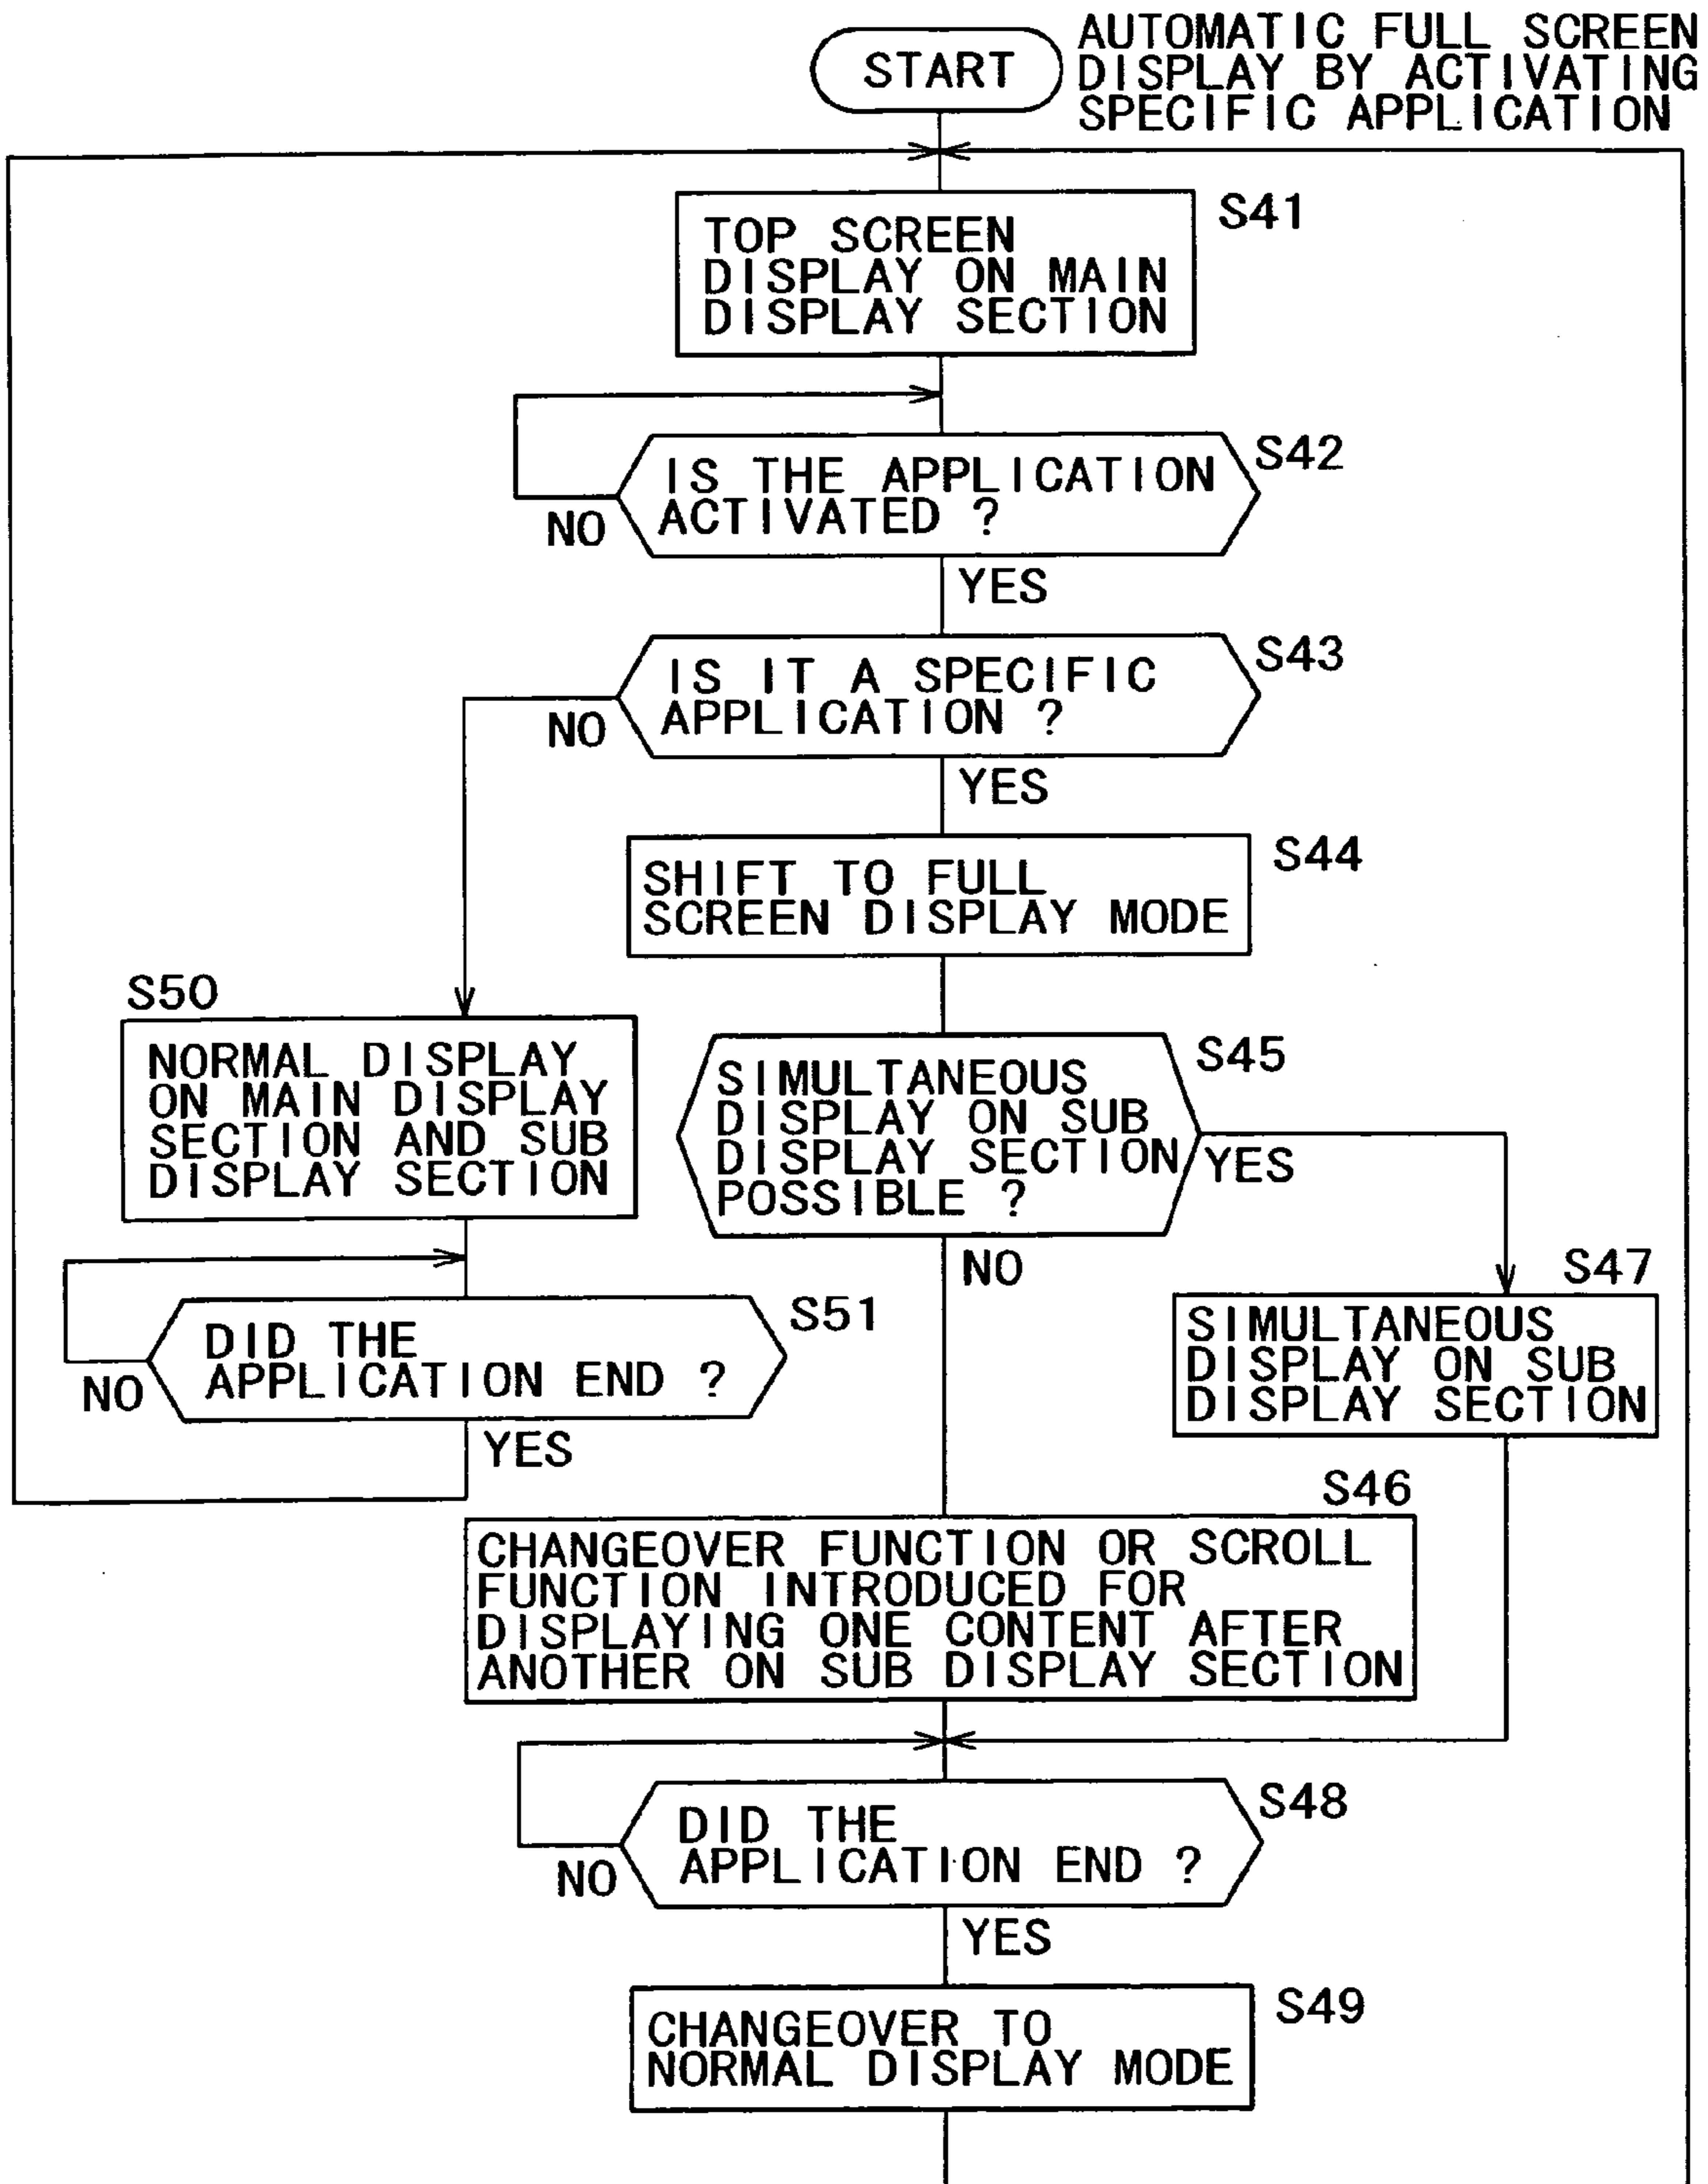 START
AUTOMATIC FULL SCREEN
DISPLAY BY ACTIVATING
SPECIFIC APPLICATION
S41
TOP SCREEN
DISPLAY ON MAIN
DISPLAY SECTION
S42
IS THE APPLICATION
ACTIVATED ?
NO
YES
S43
IS IT A SPECIFIC
APPLICATION ?
NO
YES
S44
SHIFT TO FULL
SCREEN DISPLAY MODE
S50
NORMAL DISPLAY
ON MAIN DISPLAY
SECTION AND SUB
DISPLAY SECTION
S45
SIMULTANEOUS
DISPLAY ON SUB
DISPLAY SECTION
POSSIBLE ?
YES
NO
S47
SIMULTANEOUS
DISPLAY ON SUB
DISPLAY SECTION
S51
DID THE
APPLICATION END ?
NO
YES
S46
CHANGEOVER FUNCTION OR SCROLL
FUNCTION INTRODUCED FOR
DISPLAYING ONE CONTENT AFTER
ANOTHER ON SUB DISPLAY SECTION
S48
DID THE
APPLICATION END ?
NO
YES
S49
CHANGEOVER TO
NORMAL DISPLAY MODE